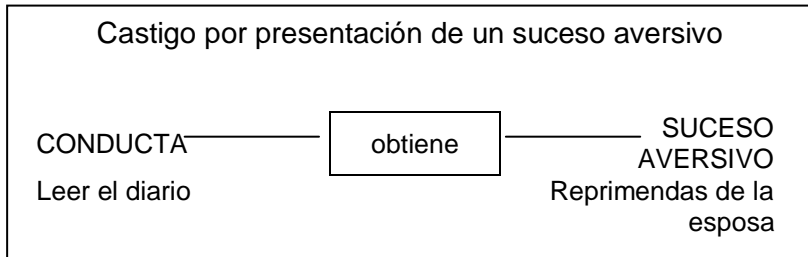 Castigo por presentación de un suceso aversivo
CONDUCTA
obtiene
SUCESO
AVERSIVO
Leer el diario
Reprimendas de la
esposa